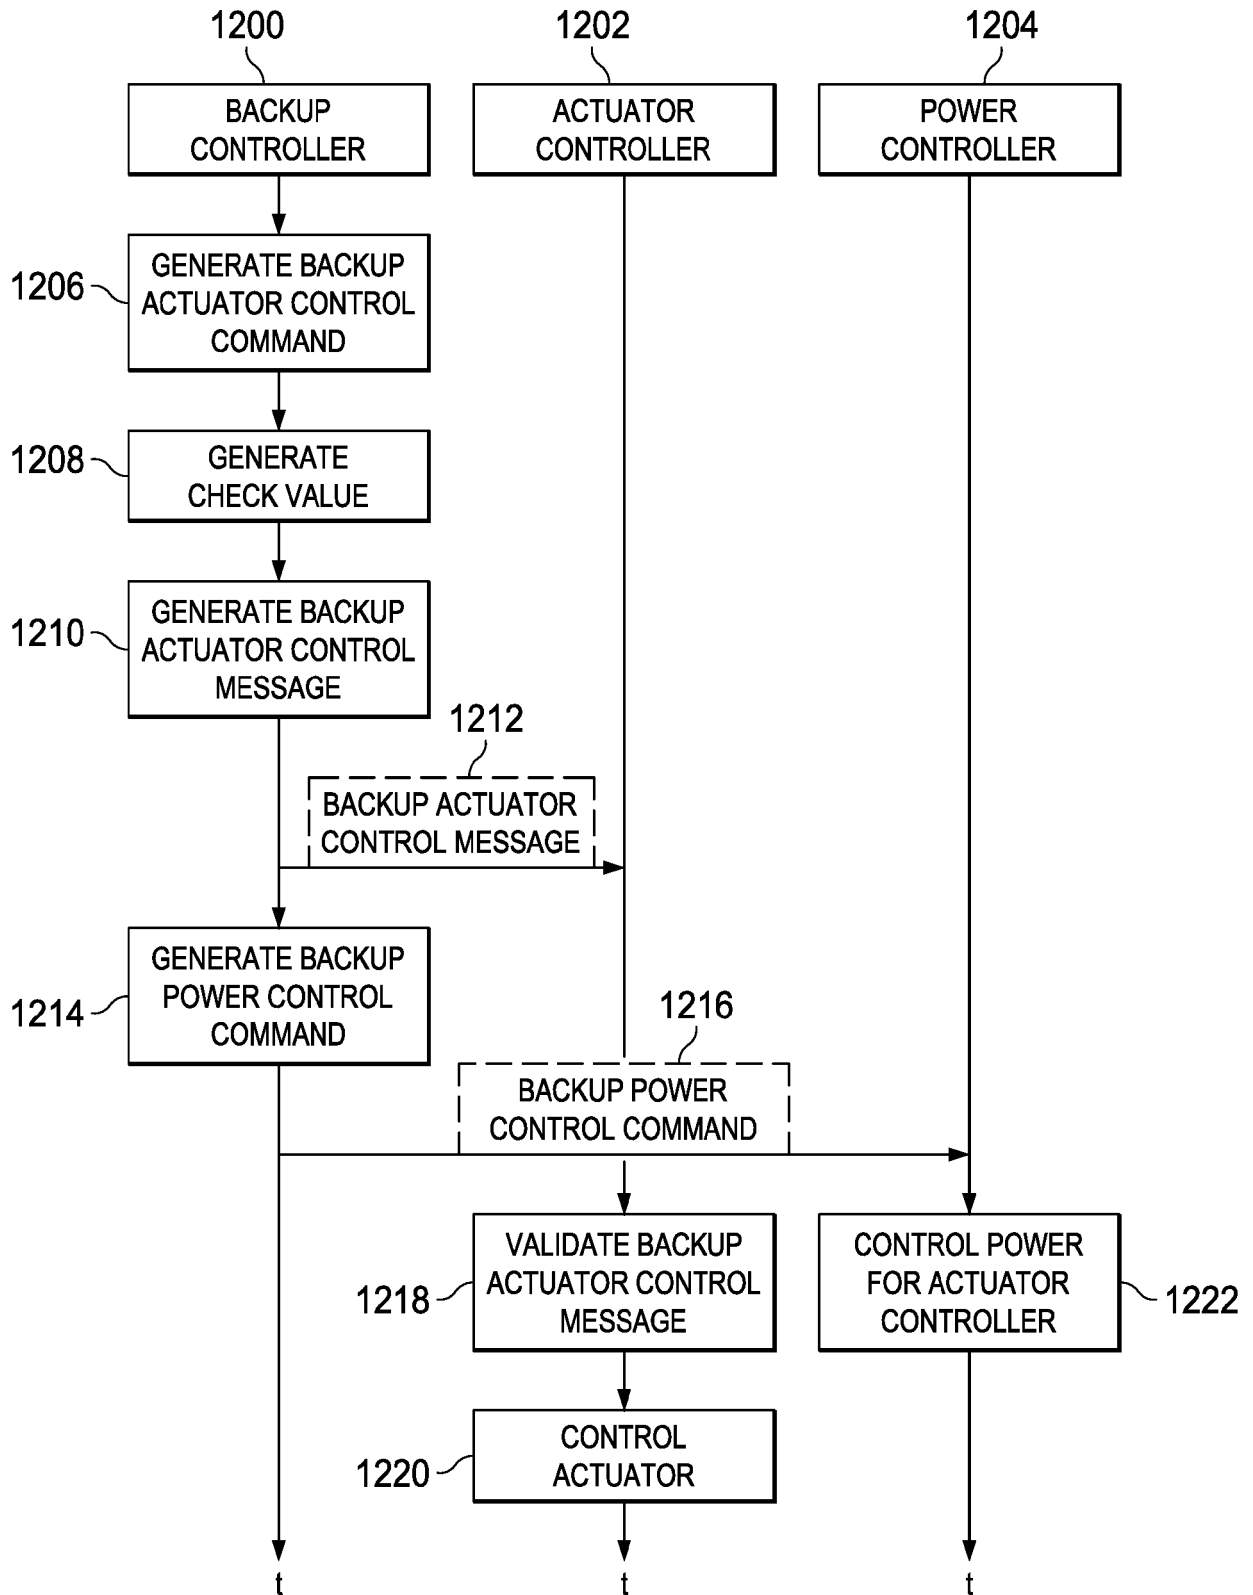 1200
1202
1204
BACKUP
CONTROLLER
ACTUATOR
CONTROLLER
POWER
CONTROLLER
1206
GENERATE BACKUP
ACTUATOR CONTROL
COMMAND
1208
GENERATE
CHECK VALUE
1210
GENERATE BACKUP
ACTUATOR CONTROL
MESSAGE
1212
BACKUP ACTUATOR
CONTROL MESSAGE
1214
GENERATE BACKUP
POWER CONTROL
COMMAND
1216
BACKUP POWER
CONTROL COMMAND
1218
VALIDATE BACKUP
ACTUATOR CONTROL
MESSAGE
CONTROL POWER
FOR ACTUATOR
CONTROLLER
1222
1220
CONTROL
ACTUATOR
t
t
t